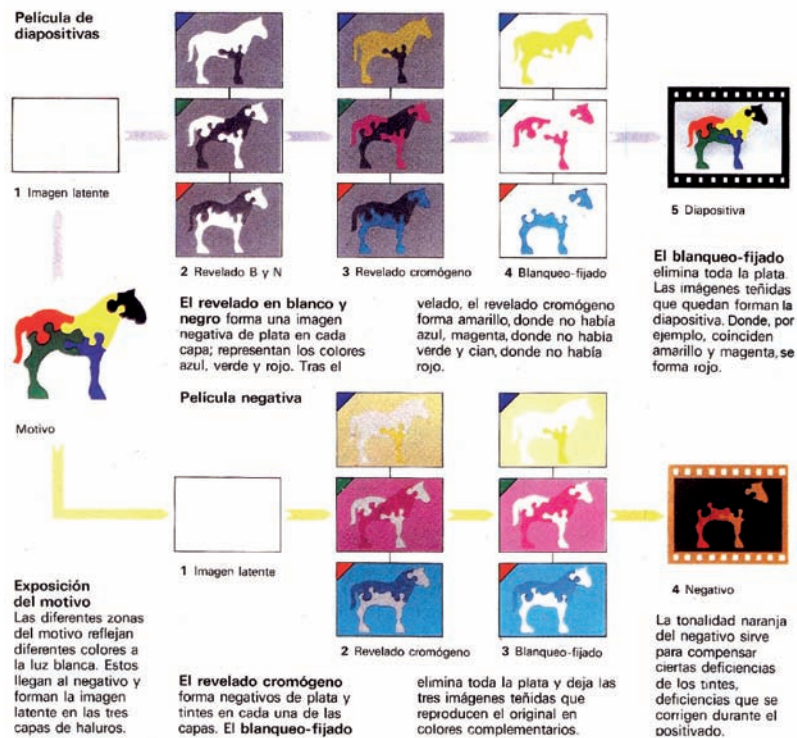 Película de
diapositivas
1 Imagen latente
2 Revelado B y N
3 Revelado cromógeno
4 Blanqueo-fijado
5 Diapositiva
El revelado en blanco y
negro forma una imagen
negativa de plata en cada
capa; representan los colores
azul, verde y rojo. Tras el
velado, el revelado cromógeno
forma amarillo, donde no había
azul, magenta, donde no había
verde y cian, donde no había
rojo.
El blanqueo-fijado
elimina toda la plata.
Las imágenes teñidas
que quedan forman la
diapositiva. Donde, por
ejemplo, coinciden
amarillo y magenta, se
forma rojo.
Motivo
Película negativa
1 Imagen latente
2 Revelado cromógeno
3 Blanqueo-fijado
4 Negativo
Exposición
del motivo
Las diferentes zonas
del motivo reflejan
diferentes colores a
la luz blanca. Estos
llegan al negativo y
forman la imagen
latente en las tres
capas de haluros.
El revelado cromógeno
forma negativos de plata y
tintes en cada una de las
capas. El blanqueo-fijado
elimina toda la plata y deja las
tres imágenes teñidas que
reproducen el original en
colores complementarios.
La tonalidad naranja
del negativo sirve
para compensar
ciertas deficiencias
de los tintes,
deficiencias que se
corrigen durante el
positivado.